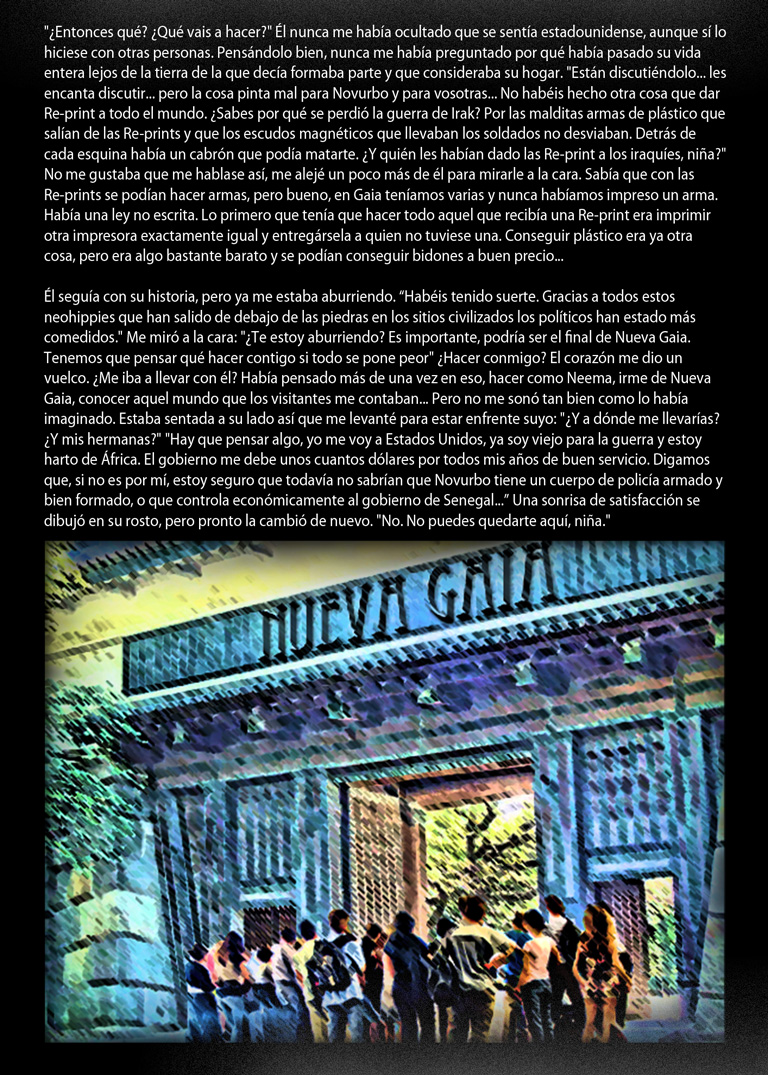 "¿Entonces qué? ¿Qué vais a hacer?" Él nunca me había ocultado que se sentía estadounidense, aunque sí lo
hiciese con otras personas. Pensándolo bien, nunca me había preguntado por qué había pasado su vida
entera lejos de la tierra de la que decía formaba parte y que consideraba su hogar. "Están discutiéndolo... les
encanta discutir... pero la cosa pinta mal para Novurbo y para vosotras... No habéis hecho otra cosa que dar
Re-print a todo el mundo. ¿Sabes por qué se perdió la guerra de Irak? Por las malditas armas de plástico que
salían de las Re-prints y que los escudos magnéticos que llevaban los soldados no desviaban. Detrás de
cada esquina había un cabrón que podía matarte. ¿Y quién les habían dado las Re-print a los iraquíes, niña?"
No me gustaba que me hablase así, me alejé un poco más de él para mirarle a la cara. Sabía que con las
Re-prints se podían hacer armas, pero bueno, en Gaia teníamos varias y nunca habíamos impreso un arma.
Había una ley no escrita. Lo primero que tenía que hacer todo aquel que recibía una Re-print era imprimir
otra impresora exactamente igual y entregársela a quien no tuviese una. Conseguir plástico era ya otra
cosa, pero era algo bastante barato y se podían conseguir bidones a buen precio...
Él seguía con su historia, pero ya me estaba aburriendo. “Habéis tenido suerte. Gracias a todos estos
neohippies que han salido de debajo de las piedras en los sitios civilizados los políticos han estado más
comedidos." Me miró a la cara: "¿Te estoy aburriendo? Es importante, podría ser el final de Nueva Gaia.
Tenemos que pensar qué hacer contigo si todo se pone peor" ¿Hacer conmigo? El corazón me dio un
vuelco. ¿Me iba a llevar con él? Había pensado más de una vez en eso, hacer como Neema, irme de Nueva
Gaia, conocer aquel mundo que los visitantes me contaban... Pero no me sonó tan bien como lo había
imaginado. Estaba sentada a su lado así que me levanté para estar enfrente suyo: "¿Y a dónde me llevarías?
¿Y mis hermanas?" "Hay que pensar algo, yo me voy a Estados Unidos, ya soy viejo para la guerra y estoy
harto de África. El gobierno me debe unos cuantos dólares por todos mis años de buen servicio. Digamos
que, si no es por mí, estoy seguro que todavía no sabrían que Novurbo tiene un cuerpo de policía armado y
bien formado, o que controla económicamente al gobierno de Senegal...” Una sonrisa de satisfacción se
dibujó en su rosto, pero pronto la cambió de nuevo. "No. No puedes quedarte aquí, niña."
NUEVA GAIA